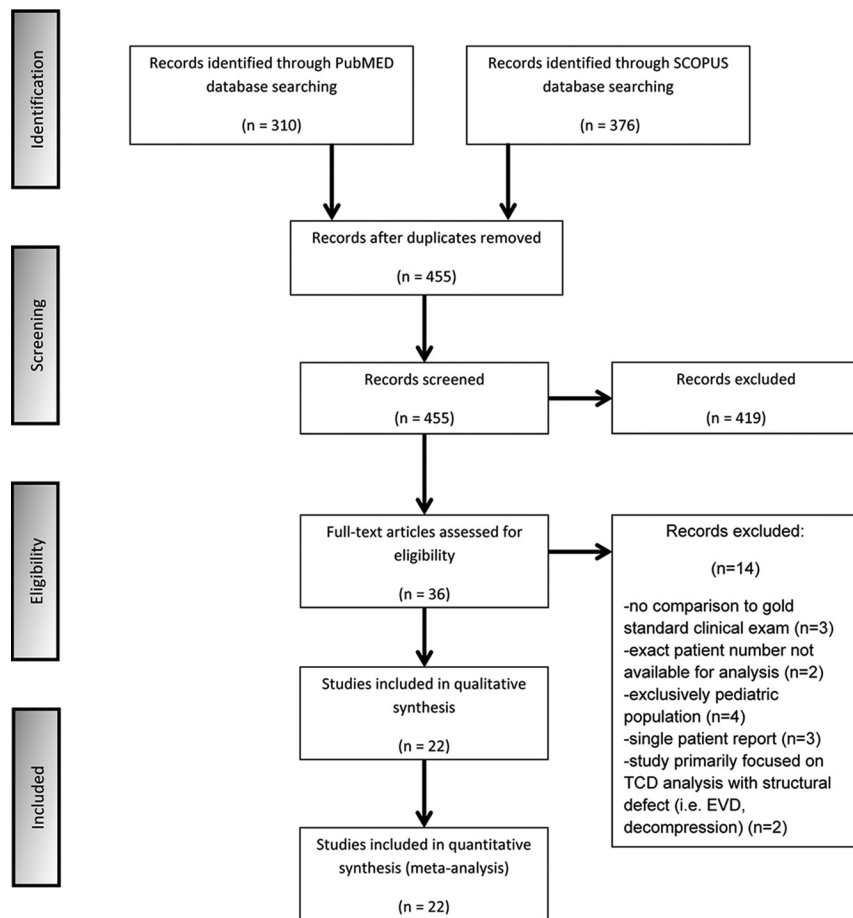 Identification
Records identified through PubMED
database searching
(n = 310)
Records identified through SCOPUS
database searching
(n = 376)
Records after duplicates removed
(n = 455)
Screening
Records screened
(n = 455)
Records excluded
(n = 419)
Eligibility
Full-text articles assessed for
eligibility
(n = 36)
Records excluded:
(n=14)
-no comparison to gold
standard clinical exam (n=3)
-exact patient number not
available for analysis (n=2)
-exclusively pediatric
population (n=4)
-single patient report (n=3)
-study primarily focused on
TCD analysis with structural
defect (i.e. EVD,
decompression) (n=2)
Studies included in qualitative
synthesis
(n = 22)
Included
Studies included in quantitative
synthesis (meta-analysis)
(n = 22)